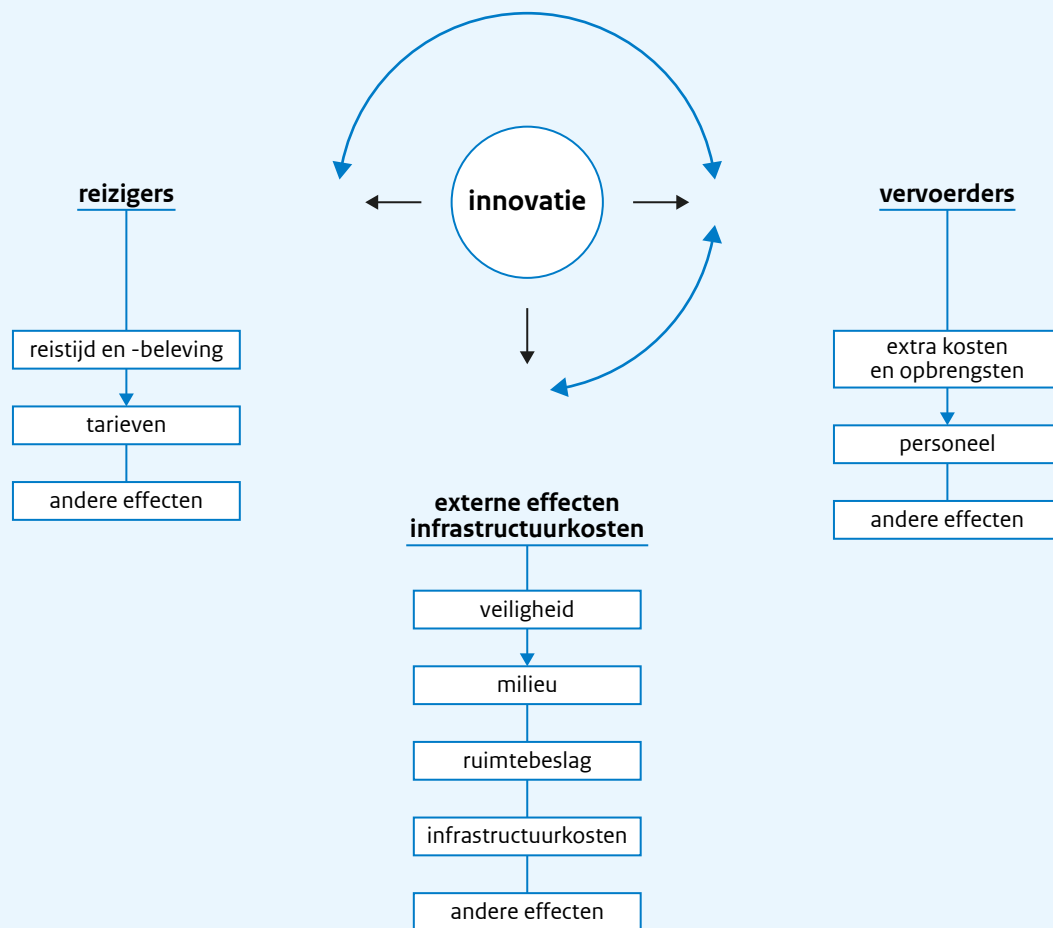 innovatie
reizigers
reistijd en -beleving
tarieven
andere effecten
vervoerders
extra kosten
en opbrengsten
personeel
andere effecten
externe effecten
infrastructuurkosten
veiligheid
milieu
ruimtebeslag
infrastructuurkosten
andere effecten